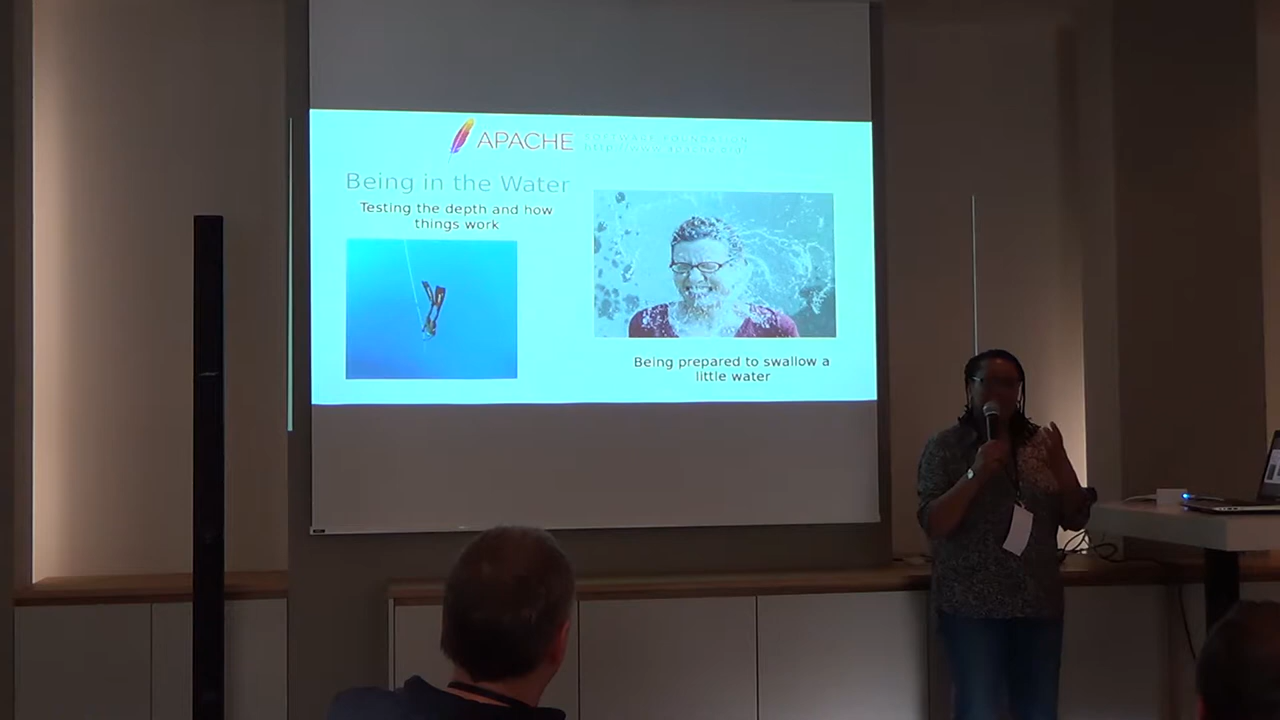 APACHE
SOFTWARE FOUNDATION
http://www.apache.org/
Being in the Water
Testing the depth and how
things work
Being prepared to swallow a
little water